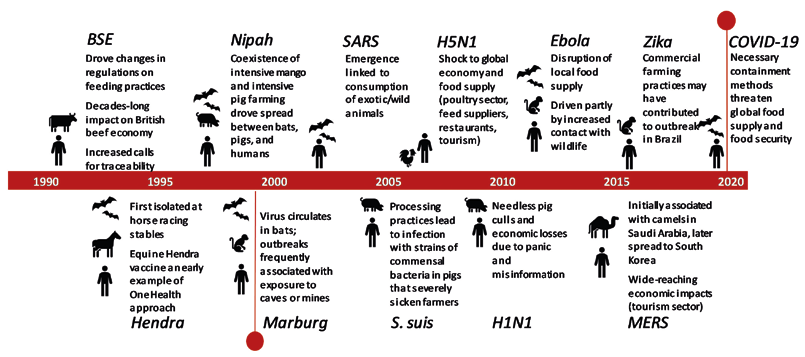 BSE
Drove changes in
regulations on
feeding practices
Decades-long
impact on British
beef economy
Increased calls
for traceability
Nipah
Coexistence of
intensive mango
and intensive
pig farming
drove spread
between bats,
pigs, and
humans
SARS
Emergence
linked to
consumption
of exotic/wild
animals
H5N1
Shock to global
economy and
food supply
(poultry sector,
feed suppliers,
restaurants,
tourism)
Ebola
Disruption of
local food
supply
Driven partly
by increased
contact with
wildlife
Zika
Commercial
farming
practices may
have
contributed
to outbreak
in Brazil
COVID-19
Necessary
containment
methods
threaten
global food
supply and
food security
1990
1995
2000
2005
2010
2015
2020
First isolated at
horse racing
stables
Equine Hendra
vaccine an early
example of
One Health
approach
Hendra
Virus circulates
in bats;
outbreaks
frequently
associated with
exposure to
caves or mines
Marburg
Processing
practices lead
to infection
with strains of
commensal
bacteria in pigs
that severely
sicken farmers
S. suis
Needless pig
culls and
economic losses
due to panic
and
misinformation
H1N1
Initially associated
with camels in
Saudi Arabia, later
spread to South
Korea
Wide-reaching
economic impacts
(tourism sector)
MERS